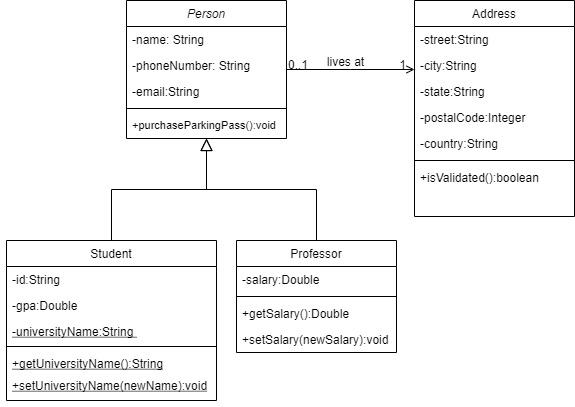 Person
-name: String
-phoneNumber: String
-email:String
+purchaseParkingPass():void
0..1 lives at 1
Address
-street:String
-city:String
-state:String
-postalCode:Integer
-country:String
+isValidated():boolean
Student
-id:String
-gpa:Double
-universityName:String
+getUniversityName():String
+setUniversityName(newName):void
Professor
-salary:Double
+getSalary():Double
+setSalary(newSalary):void